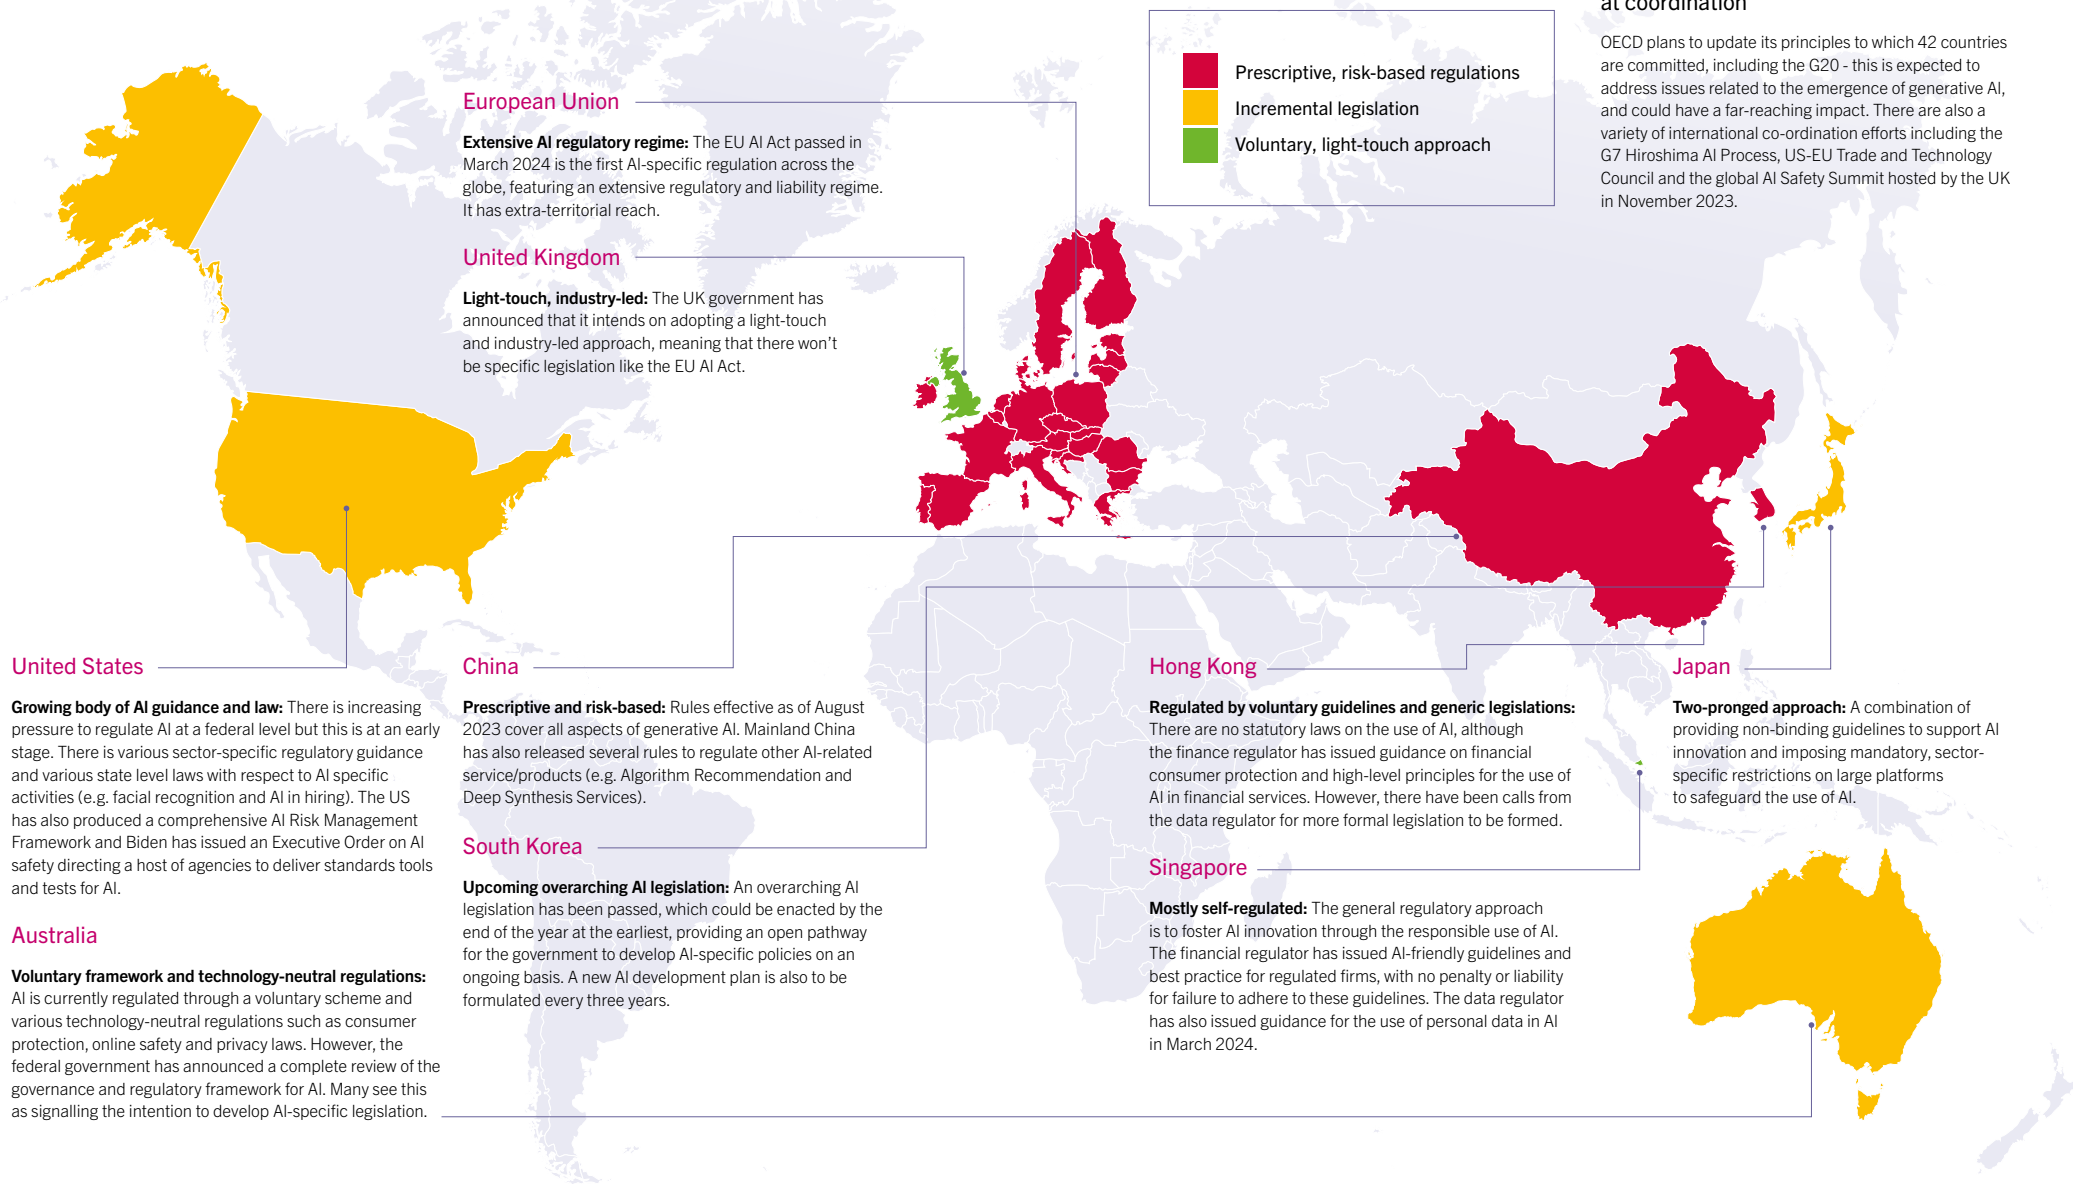 at coordination
OECD plans to update its principles to which 42 countries
are committed, including the G20 - this is expected to
address issues related to the emergence of generative AI,
and could have a far-reaching impact. There are also a
variety of international co-ordination efforts including the
G7 Hiroshima AI Process, US-EU Trade and Technology
Council and the global AI Safety Summit hosted by the UK
in November 2023.
Prescriptive, risk-based regulations
Incremental legislation
Voluntary, light-touch approach
European Union
Extensive AI regulatory regime: The EU AI Act passed in
March 2024 is the first AI-specific regulation across the
globe, featuring an extensive regulatory and liability regime.
It has extra-territorial reach.
United Kingdom
Light-touch, industry-led: The UK government has
announced that it intends on adopting a light-touch
and industry-led approach, meaning that there won't
be specific legislation like the EU AI Act.
United States
Growing body of AI guidance and law: There is increasing
pressure to regulate AI at a federal level but this is at an early
stage. There is various sector-specific regulatory guidance
and various state level laws with respect to AI specific
activities (e.g. facial recognition and AI in hiring). The US
has also produced a comprehensive AI Risk Management
Framework and Biden has issued an Executive Order on AI
safety directing a host of agencies to deliver standards tools
and tests for AI.
Australia
Voluntary framework and technology-neutral regulations:
AI is currently regulated through a voluntary scheme and
various technology-neutral regulations such as consumer
protection, online safety and privacy laws. However, the
federal government has announced a complete review of the
governance and regulatory framework for AI. Many see this
as signalling the intention to develop AI-specific legislation.
China
Prescriptive and risk-based: Rules effective as of August
2023 cover all aspects of generative AI. Mainland China
has also released several rules to regulate other AI-related
service/products (e.g. Algorithm Recommendation and
Deep Synthesis Services).
South Korea
Upcoming overarching AI legislation: An overarching AI
legislation has been passed, which could be enacted by the
end of the year at the earliest, providing an open pathway
for the government to develop AI-specific policies on an
ongoing basis. A new AI development plan is also to be
formulated every three years.
Hong Kong
Regulated by voluntary guidelines and generic legislations:
There are no statutory laws on the use of AI, although
the finance regulator has issued guidance on financial
consumer protection and high-level principles for the use of
AI in financial services. However, there have been calls from
the data regulator for more formal legislation to be formed.
Singapore
Mostly self-regulated: The general regulatory approach
is to foster AI innovation through the responsible use of AI.
The financial regulator has issued AI-friendly guidelines and
best practice for regulated firms, with no penalty or liability
for failure to adhere to these guidelines. The data regulator
has also issued guidance for the use of personal data in AI
in March 2024.
Japan
Two-pronged approach: A combination of
providing non-binding guidelines to support AI
innovation and imposing mandatory, sector-
specific restrictions on large platforms
to safeguard the use of AI.